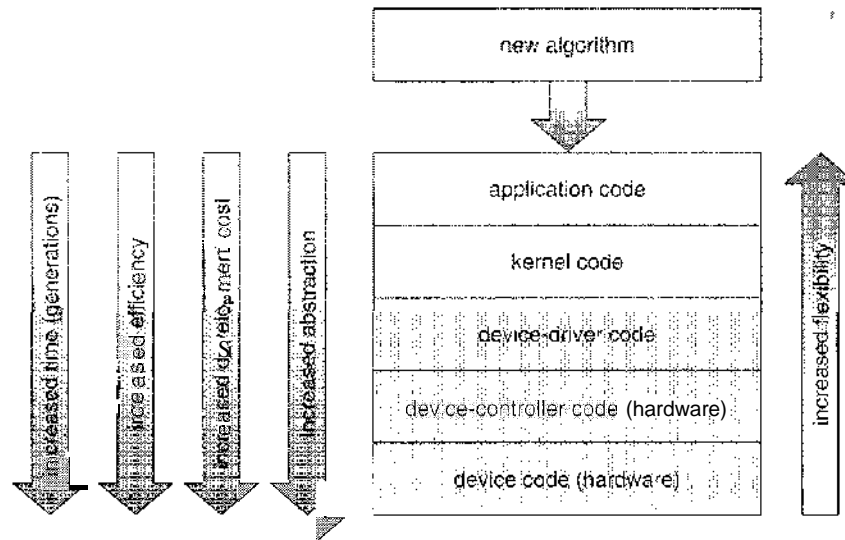 new algorithm
application code
kernel code
device-driver code
device-controller code (hardware)
device code (hardware)
increased time (generations)
increased efficiency
increased development cost
increased abstraction
increased flexibility